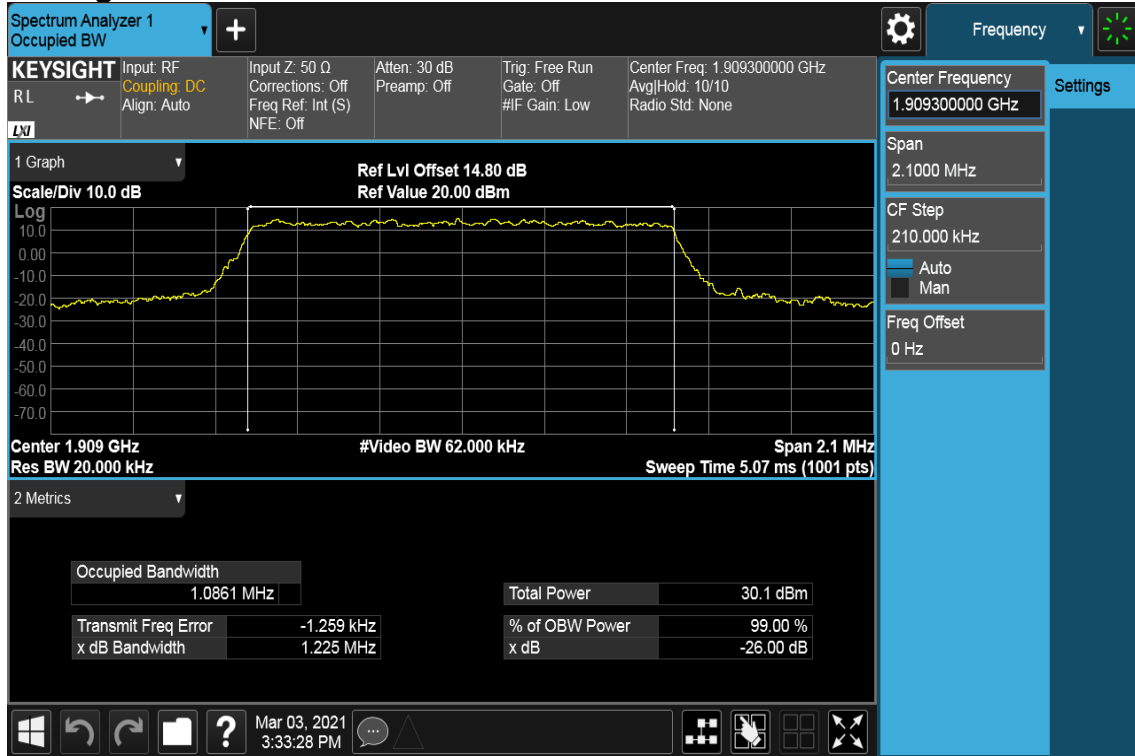 Spectrum Analyzer 1
Occupied BW
Frequency
KEYSIGHT
RL
LXI
Input: RF
Coupling: DC
Align: Auto
Input Z: 50 Ω
Corrections: Off
Freq Ref: Int (S)
NFE: Off
Atten: 30 dB
Preamp: Off
Trig: Free Run
Gate: Off
#IF Gain: Low
Center Freq: 1.909300000 GHz
Avg|Hold: 10/10
Radio Std: None
Center Frequency
1.909300000 GHz
Settings
Span
2.1000 MHz
CF Step
210.000 kHz
Auto
Man
Freq Offset
0 Hz
1 Graph
Scale/Div 10.0 dB
Ref Lvl Offset 14.80 dB
Ref Value 20.00 dBm
Log
10.0
0.00
-10.0
-20.0
-30.0
-40.0
-50.0
-60.0
-70.0
Center 1.909 GHz
#Video BW 62.000 kHz
Span 2.1 MHz
Res BW 20.000 kHz
Sweep Time 5.07 ms (1001 pts)
2 Metrics
Occupied Bandwidth
1.0861 MHz
Total Power 30.1 dBm
Transmit Freq Error -1.259 kHz
% of OBW Power 99.00 %
x dB Bandwidth 1.225 MHz
x dB -26.00 dB
Mar 03, 2021
3:33:28 PM